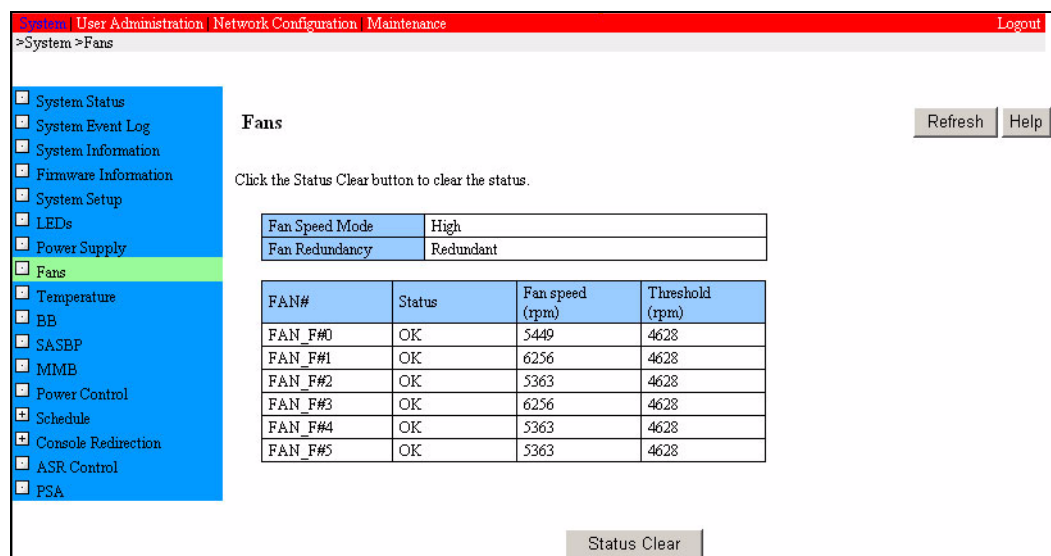 System | User Administration | Network Configuration | Maintenance Logout
>System >Fans
System Status
System Event Log
System Information
Firmware Information
System Setup
LEDs
Power Supply
Fans
Temperature
BB
SASBP
MMB
Power Control
Schedule
Console Redirection
ASR Control
PSA
Fans
Refresh Help
Click the Status Clear button to clear the status.
Fan Speed Mode High
Fan Redundancy Redundant
FAN# Status Fan speed (rpm) Threshold (rpm)
FAN_F#0 OK 5449 4628
FAN_F#1 OK 6256 4628
FAN_F#2 OK 5363 4628
FAN_F#3 OK 6256 4628
FAN_F#4 OK 5363 4628
FAN_F#5 OK 5363 4628
Status Clear